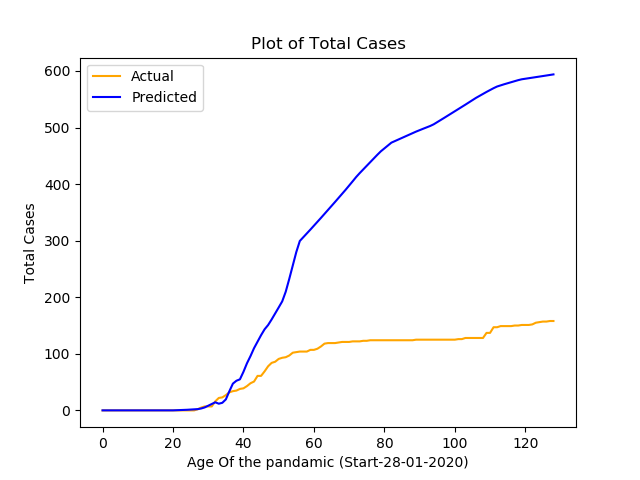 Plot of Total Cases
Actual
Predicted
600
500
400
300
200
100
0
Total Cases
0 20 40 60 80 100 120
Age Of the pandamic (Start-28-01-2020)